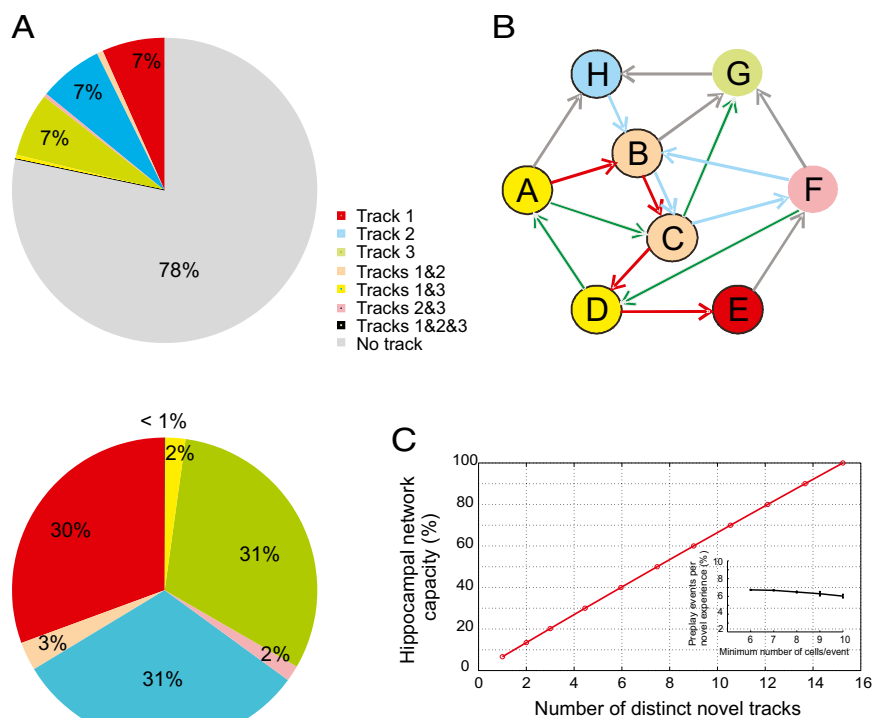 A
7%
7%
7%
78%
Track 1
Track 2
Track 3
Tracks 1&2
Tracks 1&3
Tracks 2&3
Tracks 1&2&3
No track
B
H
G
B
A
F
C
D
E
< 1%
2%
30%
31%
3%
2%
31%
C
Hippocampal network
capacity (%)
100
80
60
40
20
0
0 2 4 6 8 10 12 14 16
Number of distinct novel tracks
Preplay events per
novel experience (%)
10
8
6
4
2
6 7 8 9 10
Minimum number of cells/event